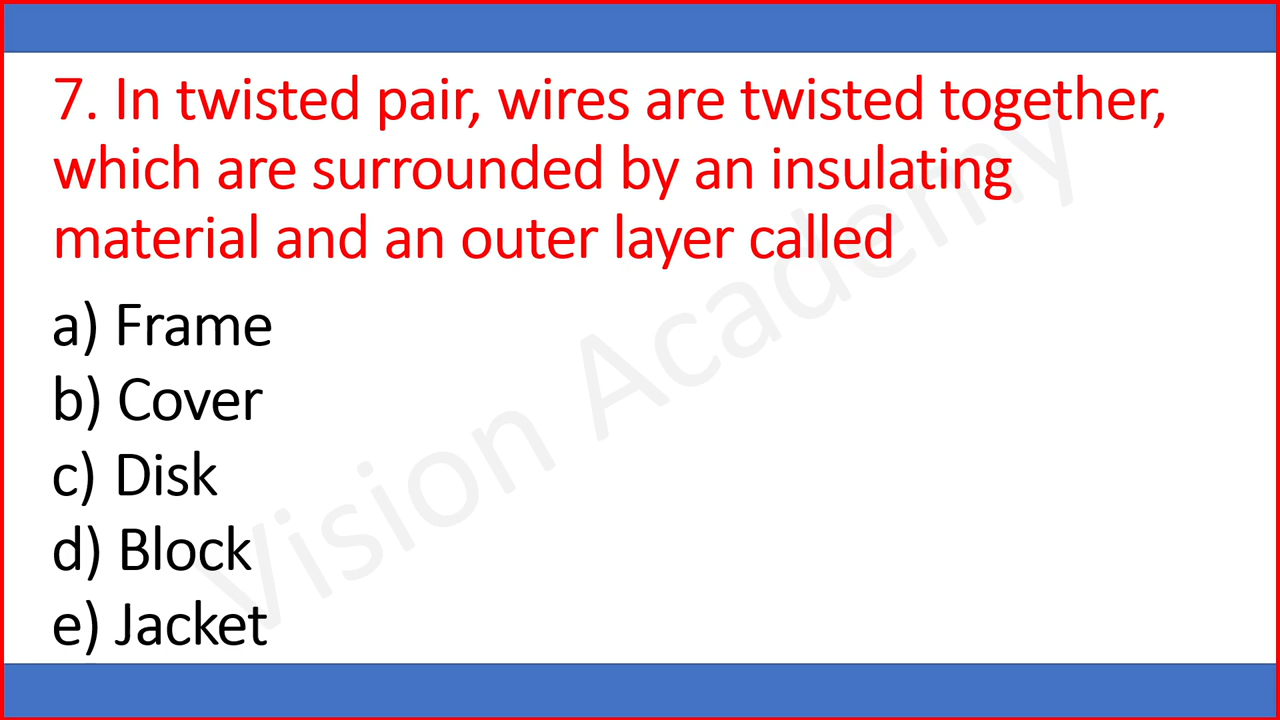 7. In twisted pair, wires are twisted together,
which are surrounded by an insulating
material and an outer layer called
a) Frame
b) Cover
c) Disk
d) Block
e) Jacket
Vision Academy